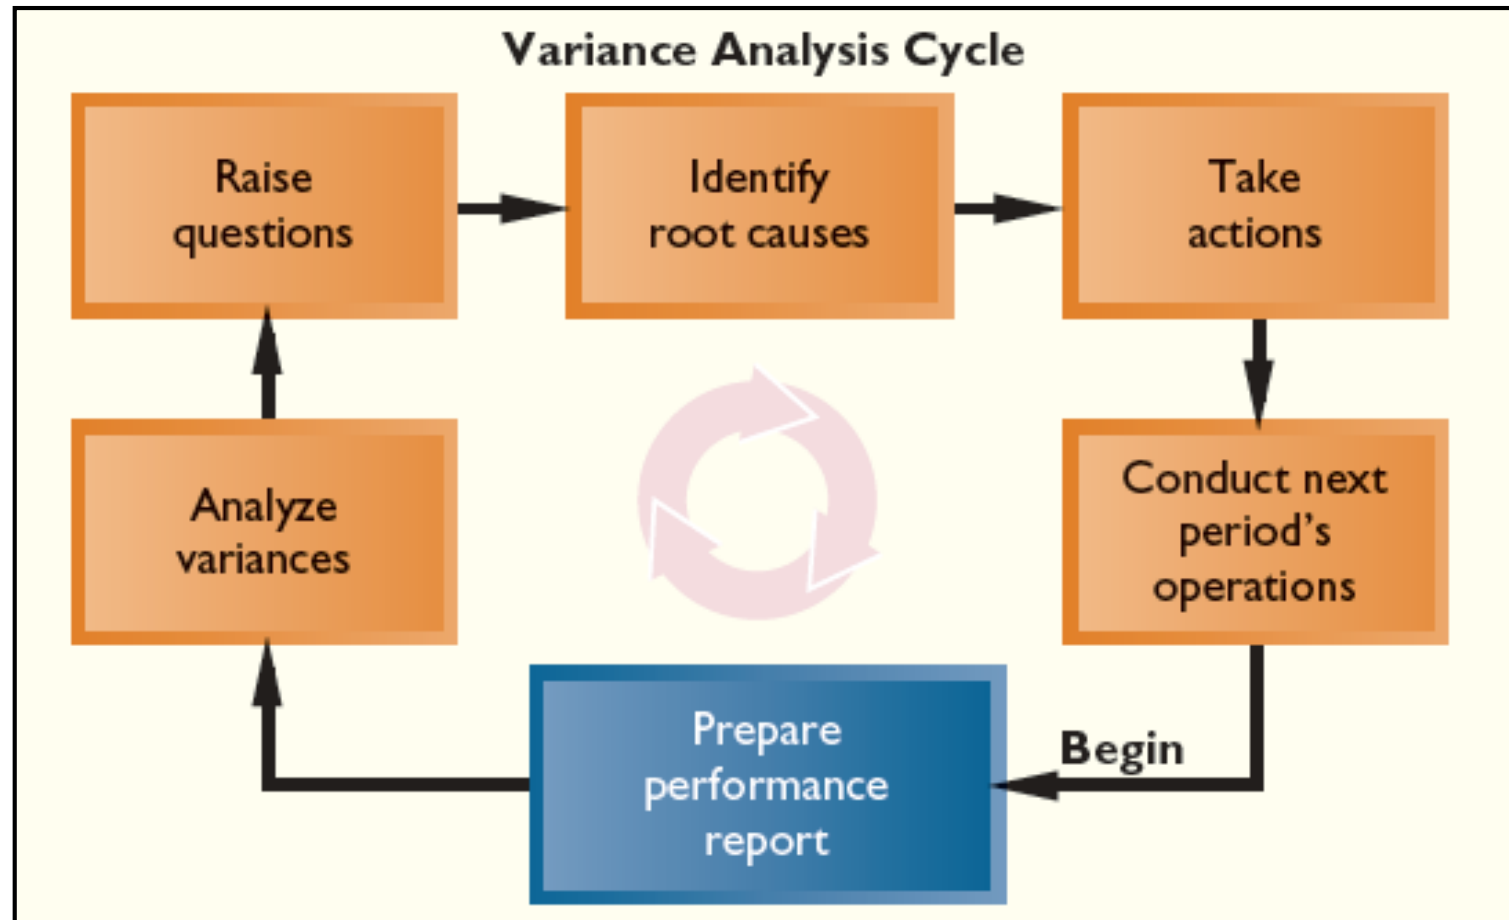 Variance Analysis Cycle
Raise
questions
Identify
root causes
Take
actions
Analyze
variances
Conduct next
period's
operations
Begin
Prepare
performance
report